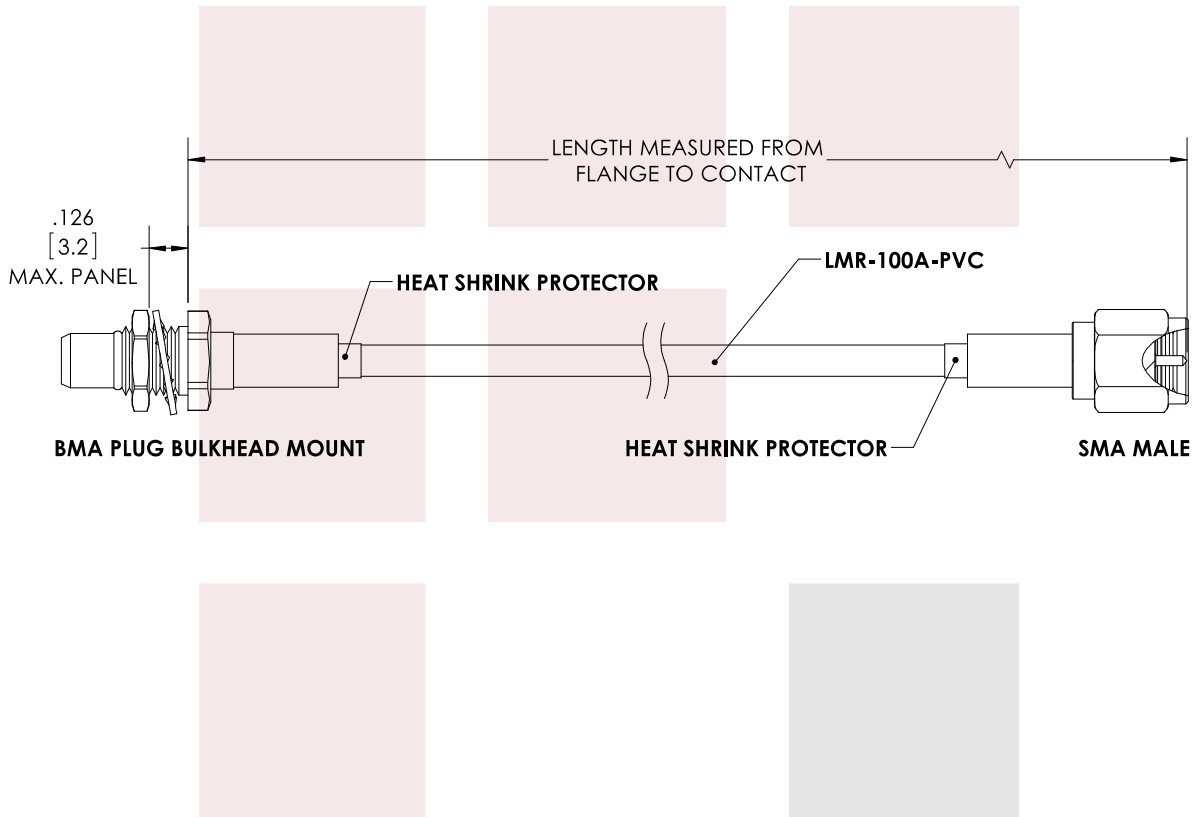 LENGTH MEASURED FROM
FLANGE TO CONTACT
.126
[3.2]
MAX. PANEL
LMR-100A-PVC
HEAT SHRINK PROTECTOR
BMA PLUG BULKHEAD MOUNT
HEAT SHRINK PROTECTOR
SMA MALE